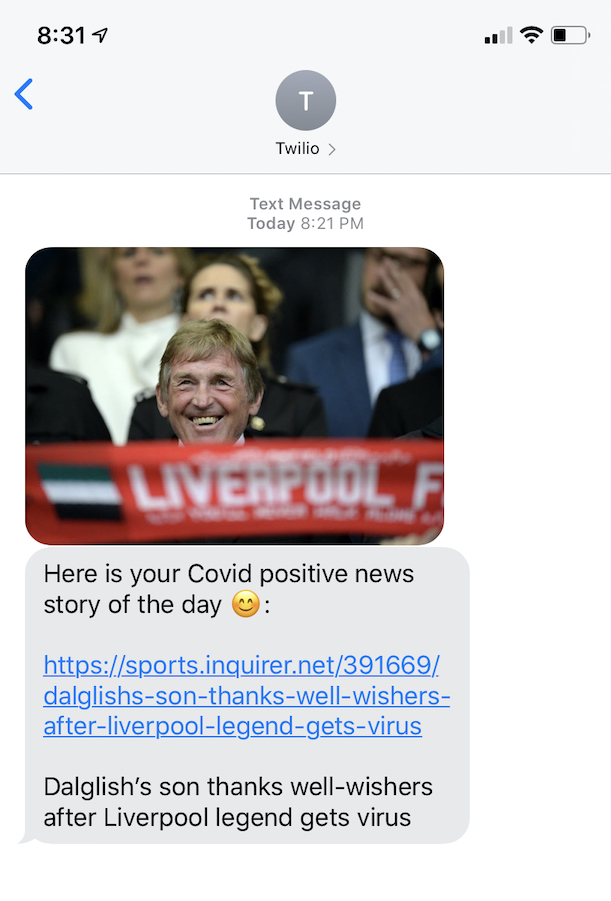 8:31
T
Twilio
Text Message
Today 8:21 PM
LIVERPOOL F
Here is your Covid positive news
story of the day 😊:
https://sports.inquirer.net/391669/
dalglishs-son-thanks-well-wishers-
after-liverpool-legend-gets-virus
Dalglish’s son thanks well-wishers
after Liverpool legend gets virus